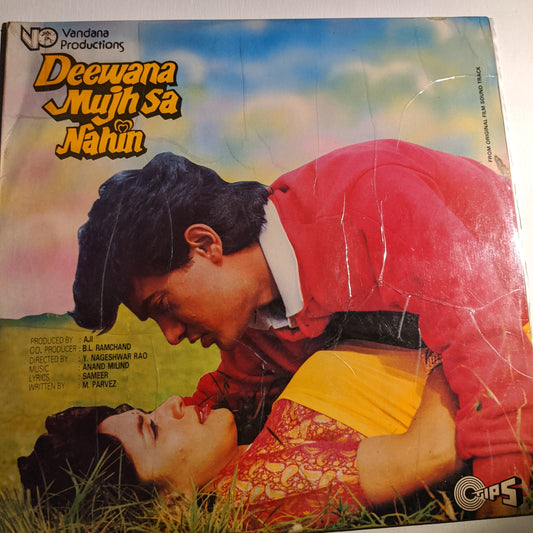 Vandana
Productions
Deewana
Mujh Sa
Nahin
FROM ORIGINAL FILM SOUND TRACK
PRODUCED BY : AJI
CO. PRODUCER : B.L. RAMCHAND
DIRECTED BY : Y. NAGESHWAR RAO
MUSIC : ANAND MILIND
LYRICS : SAMEER
WRITTEN BY : M. PARVEZ
TIPS